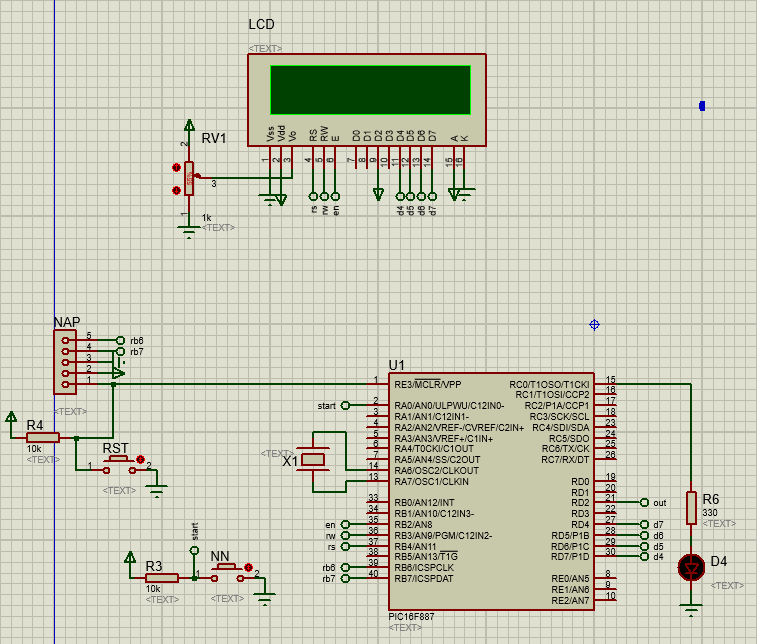 LCD
<TEXT>
RV1
2
3
1
1k
<TEXT>
Vss Vdd Vo RS RW E D0 D1 D2 D3 D4 D5 D6 D7 A K
1 2 3 4 5 6 7 8 9 10 11 12 13 14 15 16
rs rw en d4 d5 d6 d7
NAP
5 rb6
4 rb7
3
2
1
<TEXT>
R4
10k
<TEXT>
RST
1 2
<TEXT>
start
R3
10k
<TEXT>
NN
1 2
<TEXT>
<TEXT>
X1
U1
1 RE3/MCLR/VPP
start 2 RA0/AN0/ULPWU/C12IN0-
3 RA1/AN1/C12IN1-
4 RA2/AN2/VREF-/CVREF/C2IN+
5 RA3/AN3/VREF+/C1IN+
6 RA4/T0CKI/C1OUT
7 RA5/AN4/SS/C2OUT
14 RA6/OSC2/CLKOUT
13 RA7/OSC1/CLKIN
33 RB0/AN12/INT
34 RB1/AN10/C12IN3-
en 35 RB2/AN8
rw 36 RB3/AN9/PGM/C12IN2-
rs 37 RB4/AN11
38 RB5/AN13/T1G
rb6 39 RB6/ICSPCLK
rb7 40 RB7/ICSPDAT
RC0/T1OSO/T1CKI 15
RC1/T1OSI/CCP2 16
RC2/P1A/CCP1 17
RC3/SCK/SCL 18
RC4/SDI/SDA 23
RC5/SDO 24
RC6/TX/CK 25
RC7/RX/DT 26
RD0 19
RD1 20
RD2 21 out
RD3 22
RD4 27 d7
RD5/P1B 28 d6
RD6/P1C 29 d5
RD7/P1D 30 d4
RE0/AN5 8
RE1/AN6 9
RE2/AN7 10
PIC16F887
<TEXT>
R6
330
<TEXT>
D4
<TEXT>